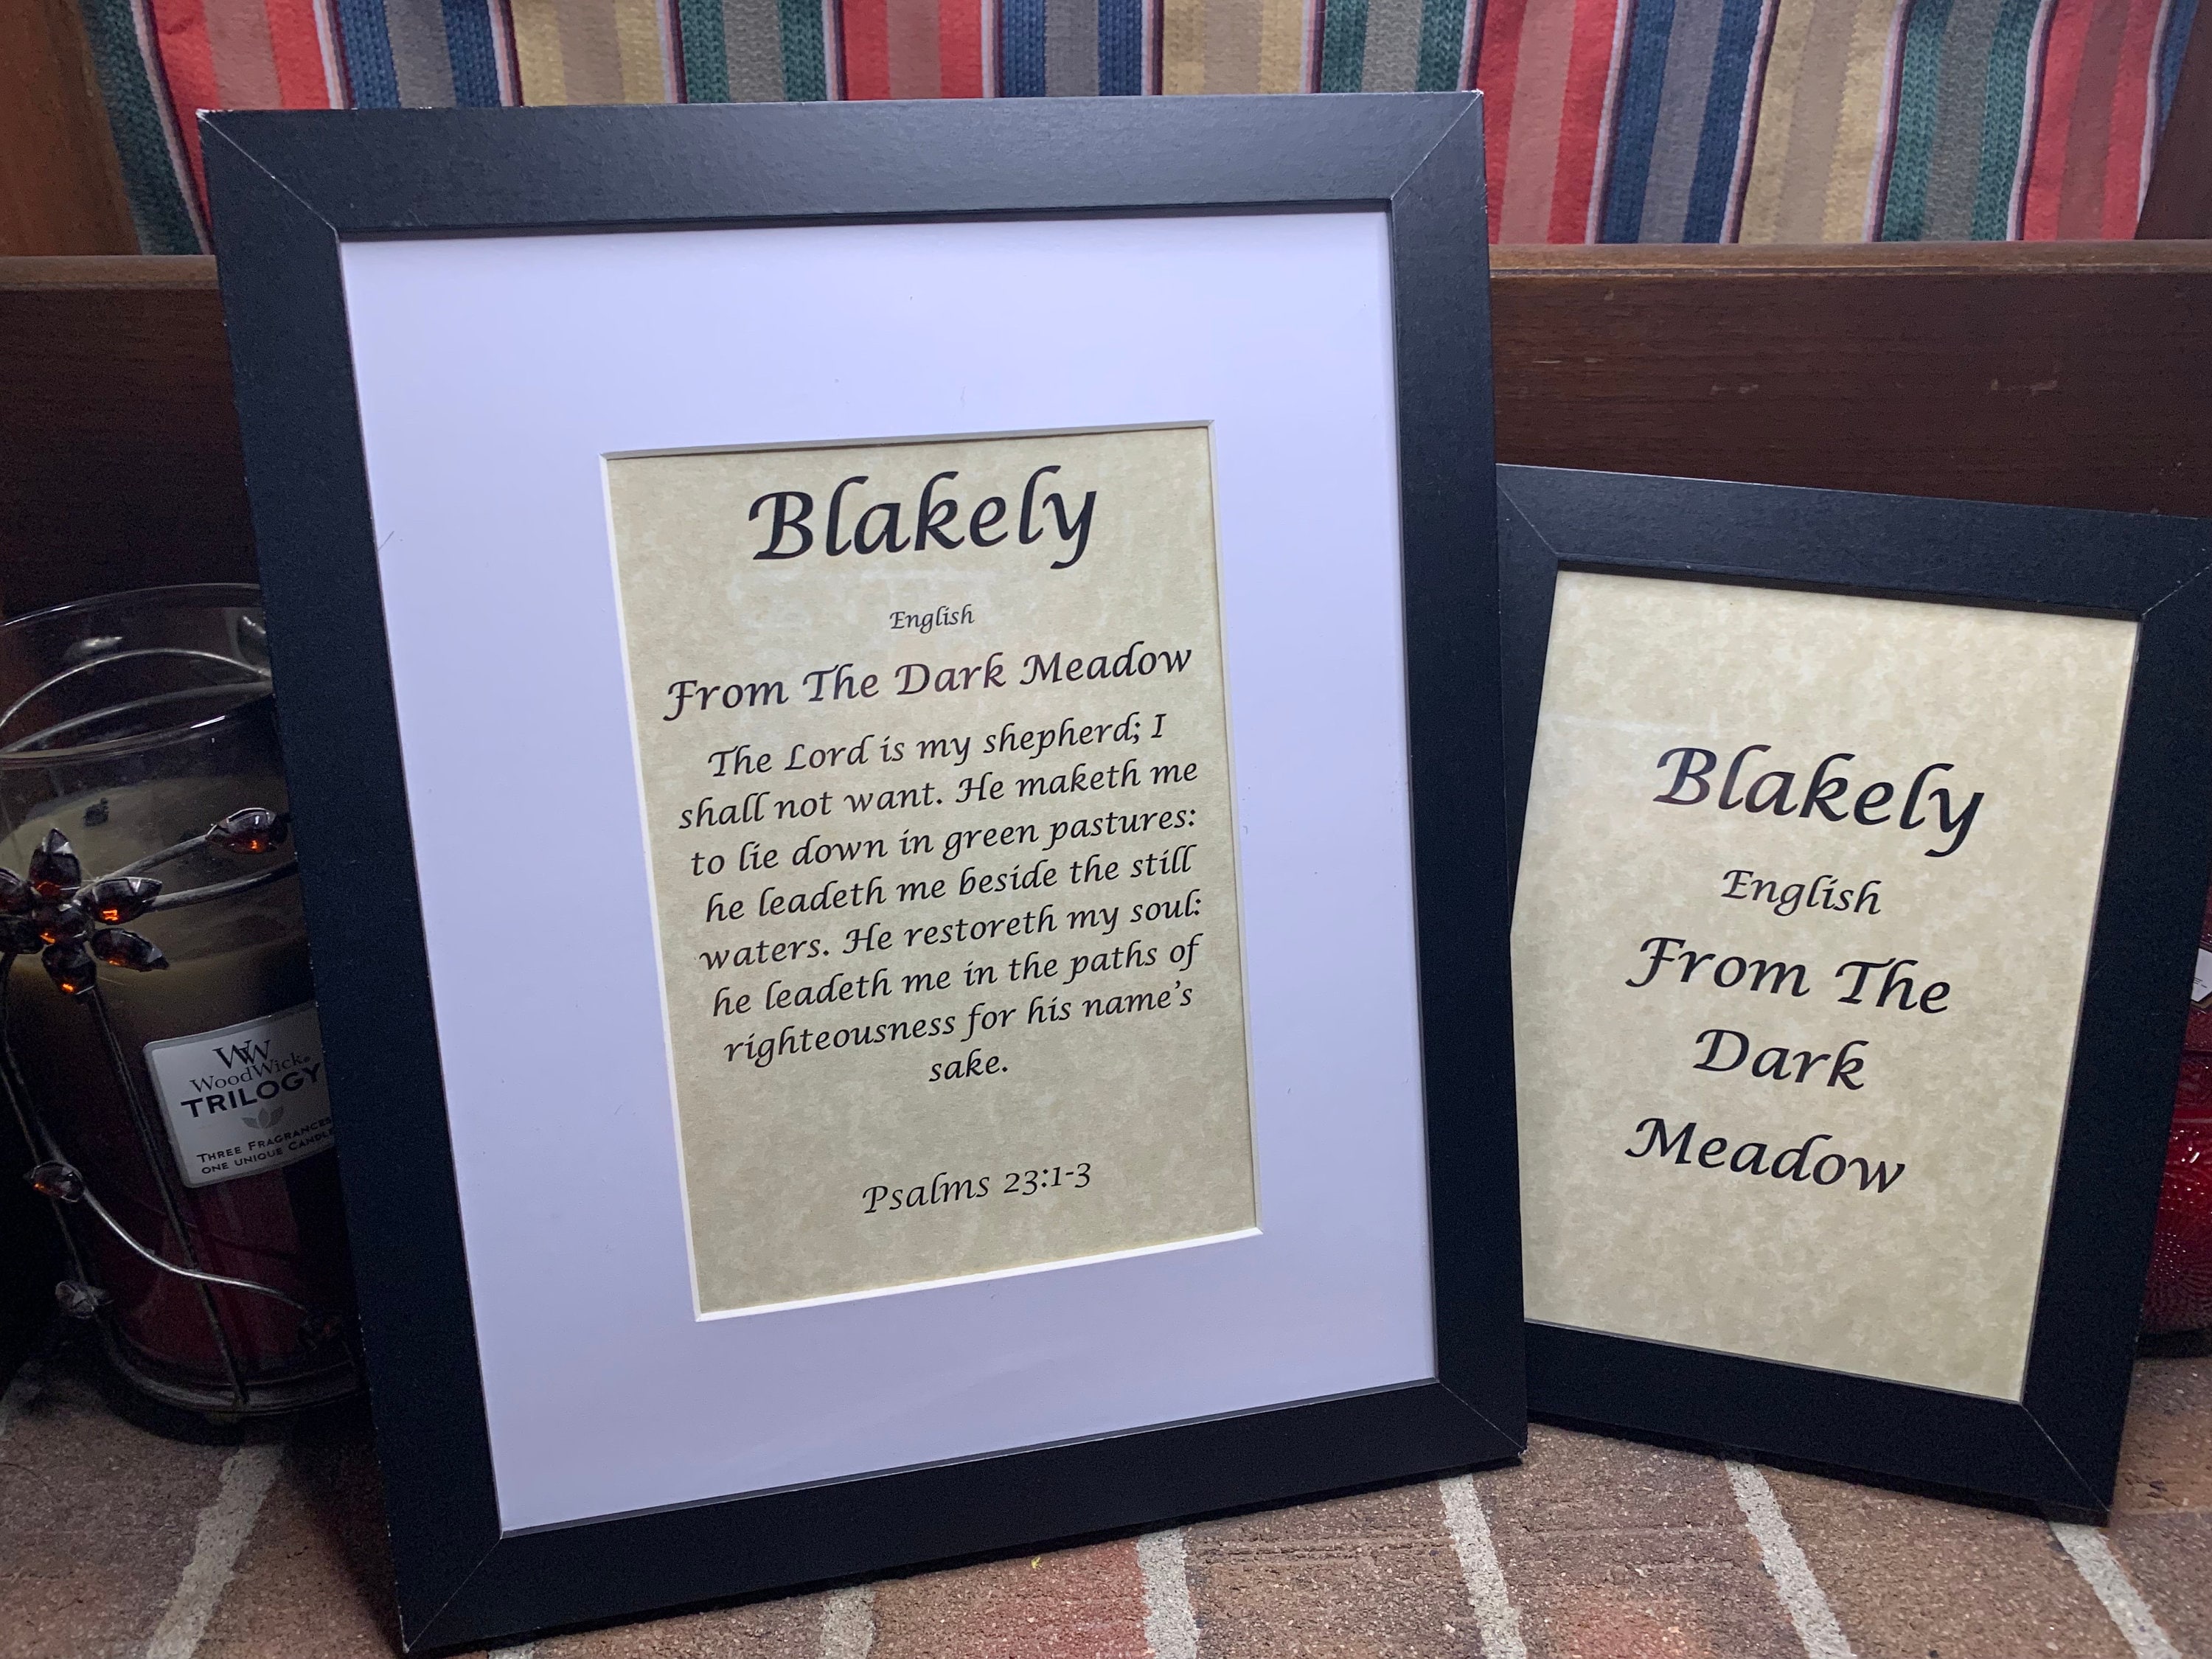 Blakely
English
From The Dark Meadow
The Lord is my shepherd; I
shall not want. He maketh me
to lie down in green pastures:
he leadeth me beside the still
waters. He restoreth my soul:
he leadeth me in the paths of
righteousness for his name's
sake.
Psalms 23:1-3
Blakely
English
From The
Dark
Meadow
WW
WoodWick®
TRILOGY
THREE FRAGRANCES
ONE UNIQUE CANDLE